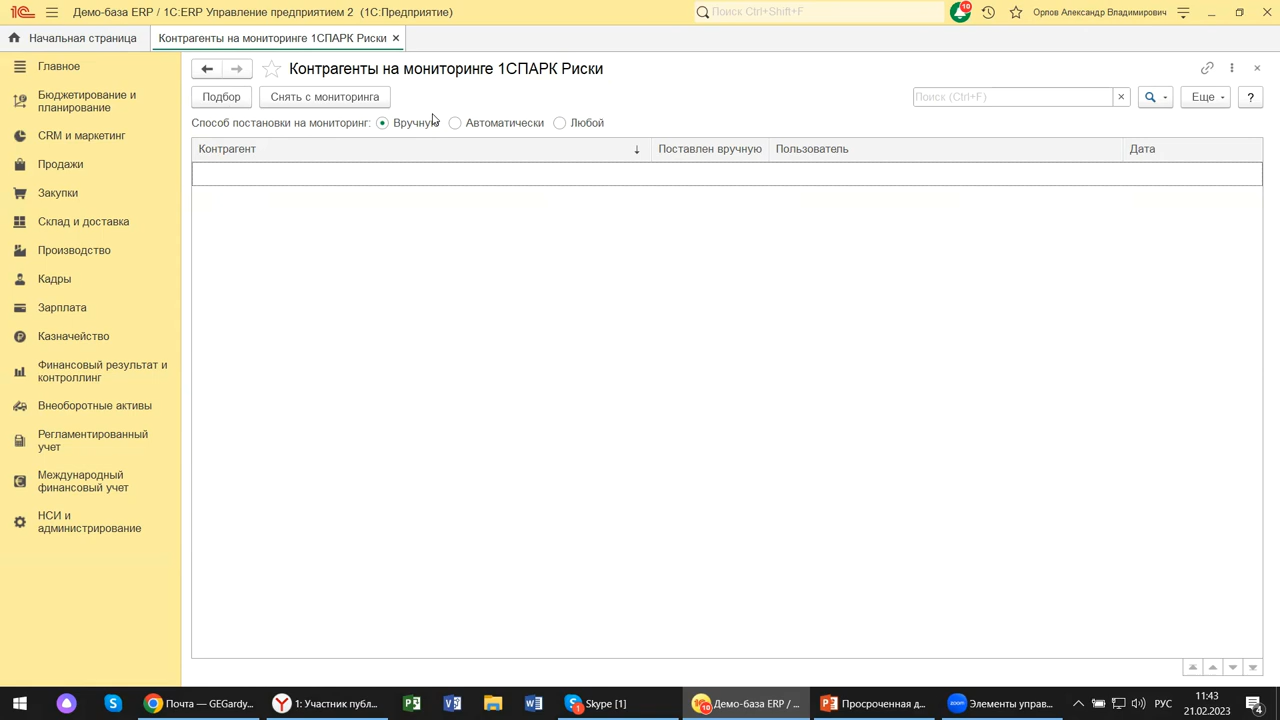 Демо-база ERP / 1С:ERP Управление предприятием 2 (1С:Предприятие)
Поиск Ctrl+Shift+F
10
Орлов Александр Владимирович
Начальная страница
Контрагенты на мониторинге 1СПАРК Риски
Главное
Бюджетирование и
планирование
CRM и маркетинг
Продажи
Закупки
Склад и доставка
Производство
Кадры
Зарплата
Казначейство
Финансовый результат и
контроллинг
Внеоборотные активы
Регламентированный
учет
Международный
финансовый учет
НСИ и
администрирование
Контрагенты на мониторинге 1СПАРК Риски
Подбор
Снять с мониторинга
Поиск (Ctrl+F)
Еще
?
Способ постановки на мониторинг: Вручную Автоматически Любой
Контрагент
Поставлен вручную
Пользователь
Дата
Почта — GEGardy...
1: Участник публ...
Skype [1]
Демо-база ERP / ...
Просроченная д...
Элементы управ...
РУС
11:43
21.02.2023
4